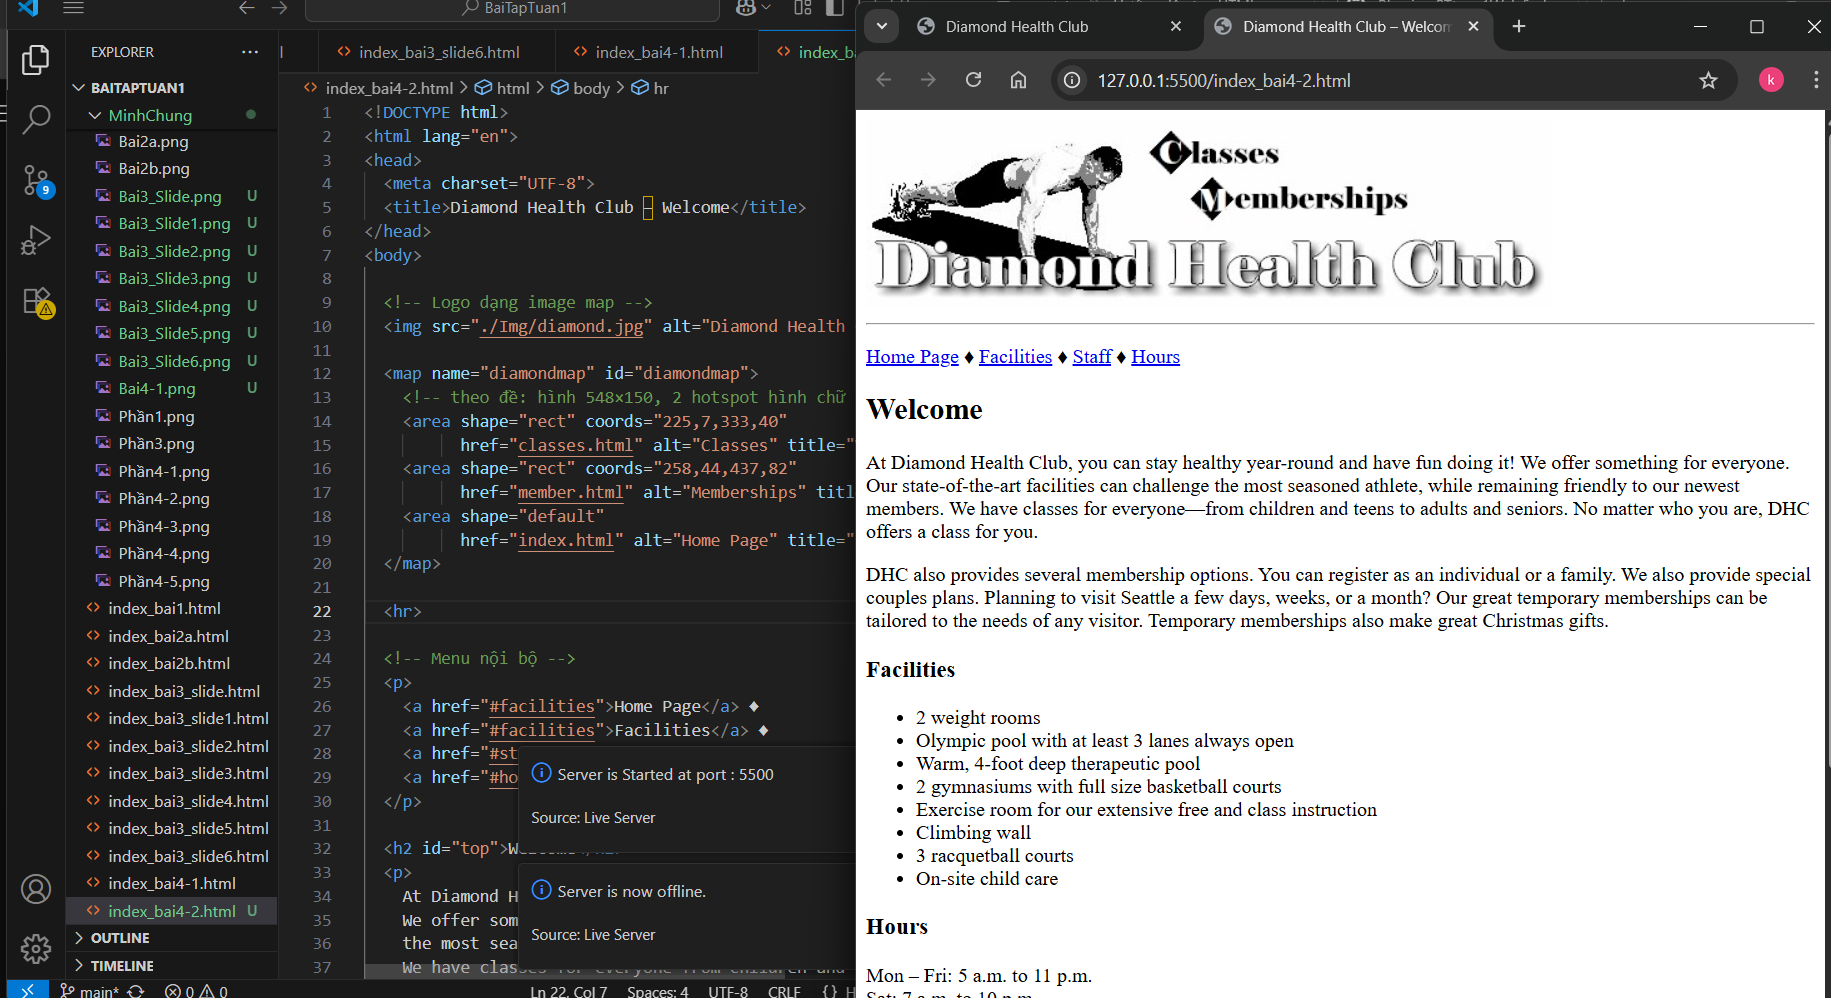 BaiTapTuan1
EXPLORER
BAITAPTUAN1
MinhChung
Bai2a.png
Bai2b.png
Bai3_Slide.png U
Bai3_Slide1.png U
Bai3_Slide2.png U
Bai3_Slide3.png U
Bai3_Slide4.png U
Bai3_Slide5.png U
Bai3_Slide6.png U
Bai4-1.png U
Phần1.png
Phần3.png
Phần4-1.png
Phần4-2.png
Phần4-3.png
Phần4-4.png
Phần4-5.png
index_bai1.html
index_bai2a.html
index_bai2b.html
index_bai3_slide.html
index_bai3_slide1.html
index_bai3_slide2.html
index_bai3_slide3.html
index_bai3_slide4.html
index_bai3_slide5.html
index_bai3_slide6.html
index_bai4-1.html
index_bai4-2.html U
OUTLINE
TIMELINE
9
index_bai3_slide6.html
index_bai4-1.html
index_ba
index_bai4-2.html > html > body > hr
1 <!DOCTYPE html>
2 <html lang="en">
3 <head>
4 <meta charset="UTF-8">
5 <title>Diamond Health Club – Welcome</title>
6 </head>
7 <body>
8
9 <!-- Logo dạng image map -->
10 <img src="./Img/diamond.jpg" alt="Diamond Health
11
12 <map name="diamondmap" id="diamondmap">
13 <!-- theo đề: hình 548×150, 2 hotspot hình chữ
14 <area shape="rect" coords="225,7,333,40"
15 href="classes.html" alt="Classes" title="
16 <area shape="rect" coords="258,44,437,82"
17 href="member.html" alt="Memberships" titl
18 <area shape="default"
19 href="index.html" alt="Home Page" title="
20 </map>
21
22 <hr>
23
24 <!-- Menu nội bộ -->
25 <p>
26 <a href="#facilities">Home Page</a> ♦
27 <a href="#facilities">Facilities</a> ♦
28 <a href="#st
29 <a href="#ho
30 </p>
31
32 <h2 id="top">W
33 <p>
34 At Diamond H
35 We offer som
36 the most sea
37 We have classes for everyone from children and
Server is Started at port : 5500
Source: Live Server
Server is now offline.
Source: Live Server
main* 0 0
Ln 22, Col 7 Spaces: 4 UTF-8 CRLF {} H
Diamond Health Club
Diamond Health Club – Welcom
127.0.0.1:5500/index_bai4-2.html
k
Classes
Memberships
Diamond Health Club
Home Page ♦ Facilities ♦ Staff ♦ Hours
Welcome
At Diamond Health Club, you can stay healthy year-round and have fun doing it! We offer something for everyone.
Our state-of-the-art facilities can challenge the most seasoned athlete, while remaining friendly to our newest
members. We have classes for everyone—from children and teens to adults and seniors. No matter who you are, DHC
offers a class for you.
DHC also provides several membership options. You can register as an individual or a family. We also provide special
couples plans. Planning to visit Seattle a few days, weeks, or a month? Our great temporary memberships can be
tailored to the needs of any visitor. Temporary memberships also make great Christmas gifts.
Facilities
• 2 weight rooms
• Olympic pool with at least 3 lanes always open
• Warm, 4-foot deep therapeutic pool
• 2 gymnasiums with full size basketball courts
• Exercise room for our extensive free and class instruction
• Climbing wall
• 3 racquetball courts
• On-site child care
Hours
Mon – Fri: 5 a.m. to 11 p.m.
Sat: 7 a.m. to 10 p.m.